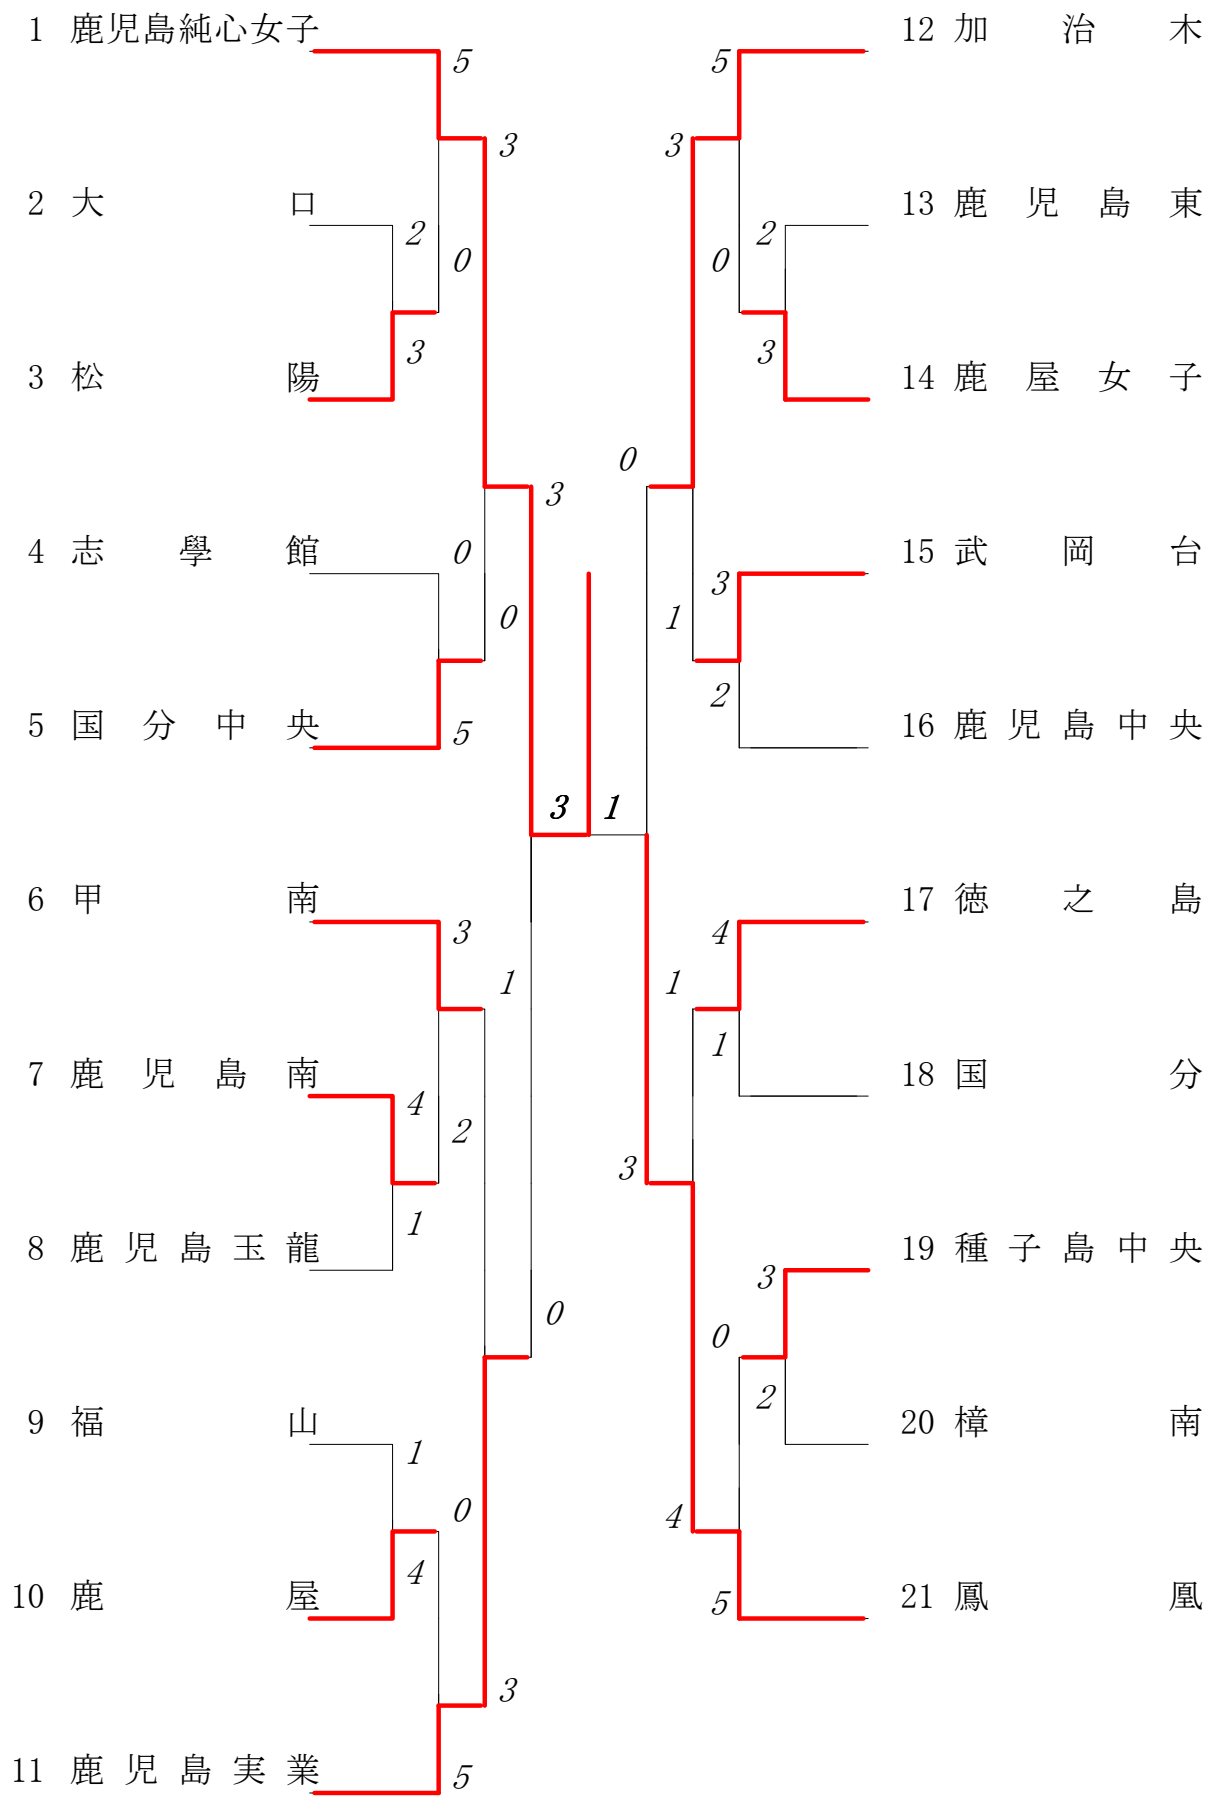 1 鹿児島純心女子
5
3
2 大口
2
0
3 松陽
3
3
4 志學館
0
0
5 国分中央
5
3
6 甲南
3
1
7 鹿児島南
4
2
8 鹿児島玉龍
1
0
9 福山
1
0
10 鹿屋
4
3
11 鹿児島実業
5
12 加治木
5
3
13 鹿児島東
2
0
14 鹿屋女子
3
0
15 武岡台
3
1
16 鹿児島中央
2
1
17 徳之島
4
1
18 国分
1
3
19 種子島中央
3
0
20 樟南
2
4
21 鳳凰
5